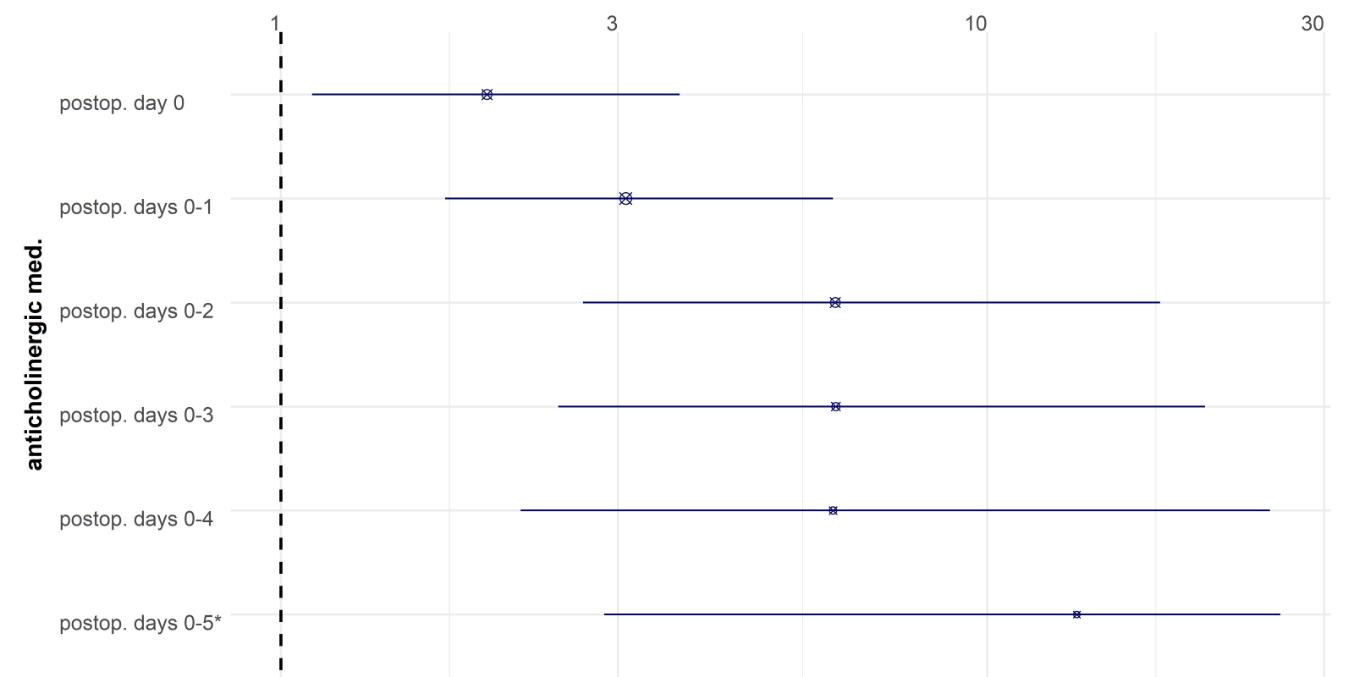 1 3 10 30
anticholinergic med.
postop. day 0
postop. days 0-1
postop. days 0-2
postop. days 0-3
postop. days 0-4
postop. days 0-5*